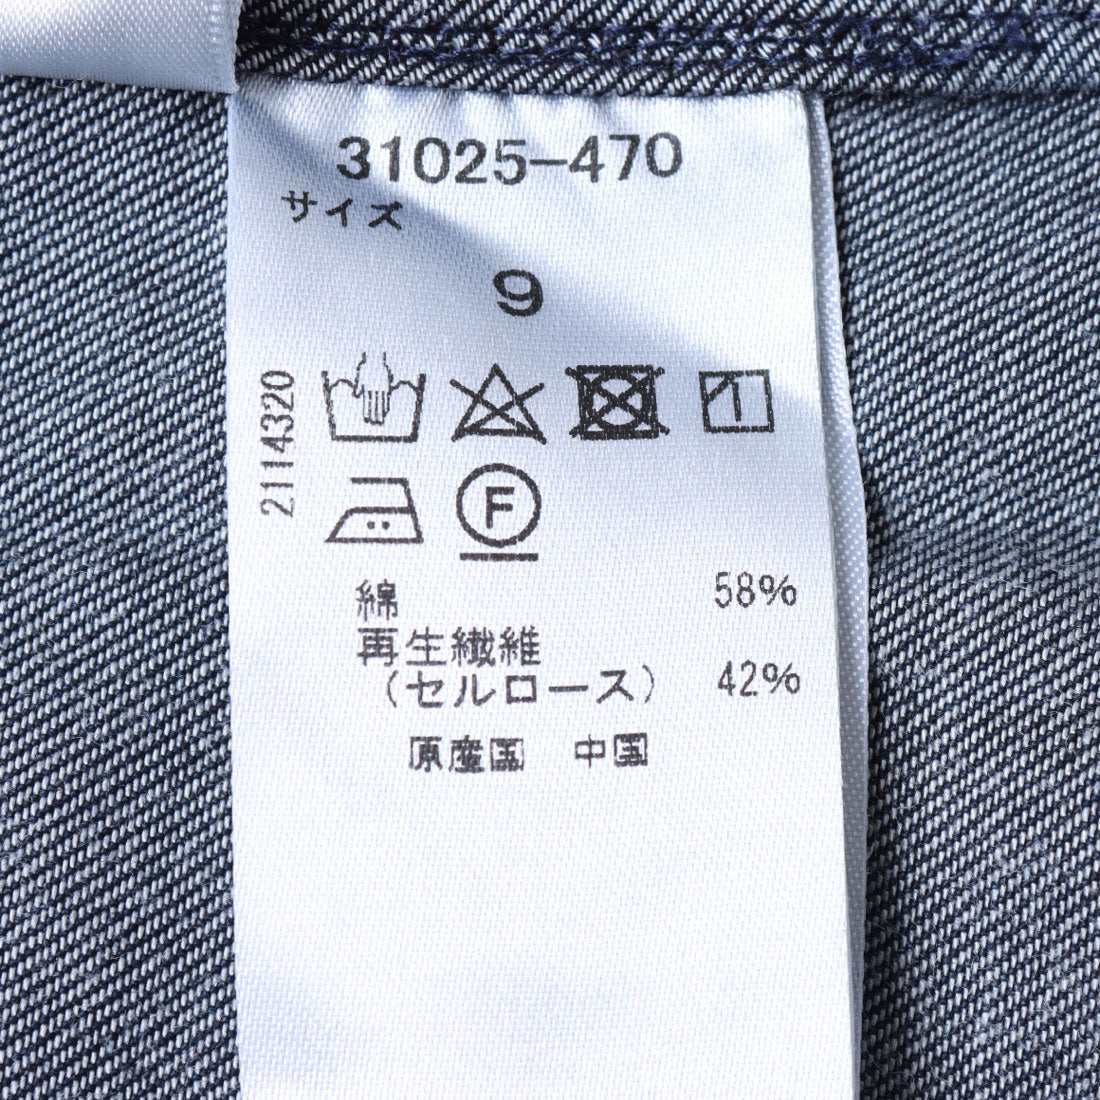 31025-470
サイズ
9
2114320
F
綿 58%
再生繊維
(セルロース) 42%
原産国 中国